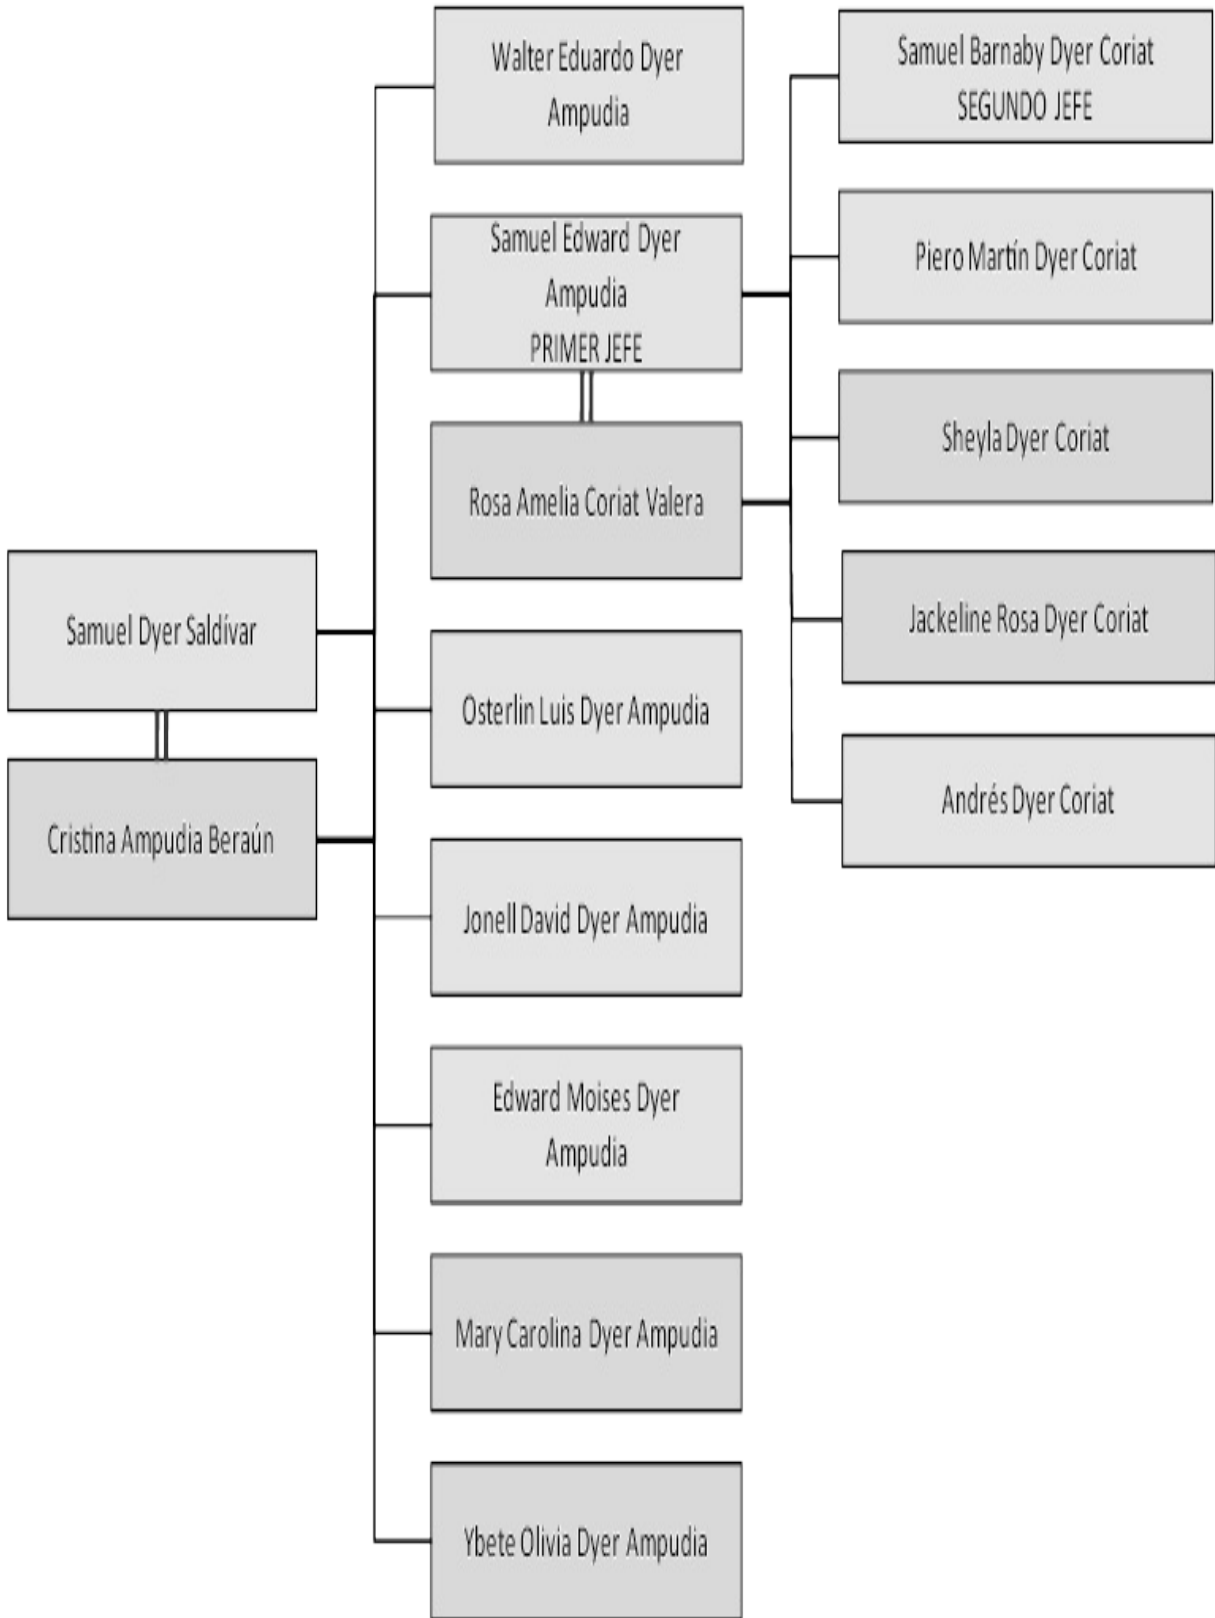 Samuel Dyer Saldívar
Cristina Ampudia Beraún
Walter Eduardo Dyer
Ampudia
Samuel Edward Dyer
Ampudia
PRIMER JEFE
Rosa Amelia Coriat Valera
Osterlin Luis Dyer Ampudia
Jonell David Dyer Ampudia
Edward Moises Dyer
Ampudia
Mary Carolina Dyer Ampudia
Ybete Olivia Dyer Ampudia
Samuel Barnaby Dyer Coriat
SEGUNDO JEFE
Piero Martín Dyer Coriat
Sheyla Dyer Coriat
Jackeline Rosa Dyer Coriat
Andrés Dyer Coriat